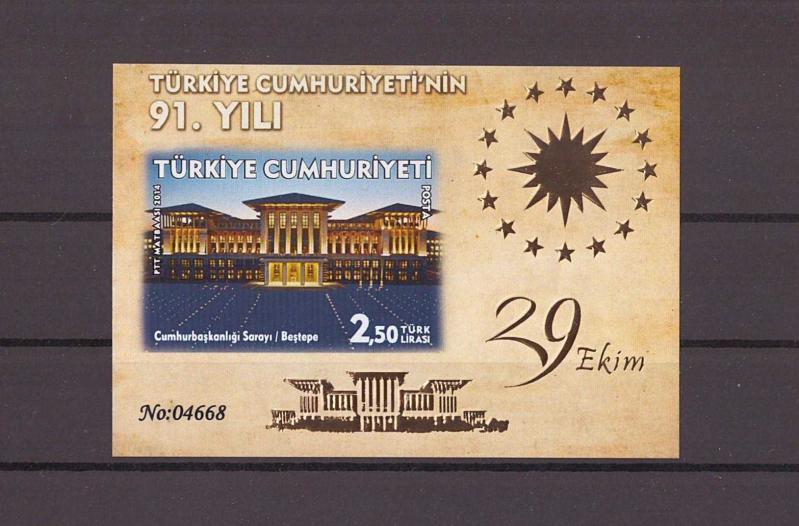 TÜRKİYE CUMHURİYETİ'NİN
91. YILI
TÜRKİYE CUMHURİYETİ
PTT MATBAASI 2014
POSTA
Cumhurbaşkanlığı Sarayı / Beştepe
2,50 TÜRK LİRASI
29 Ekim
No:04668